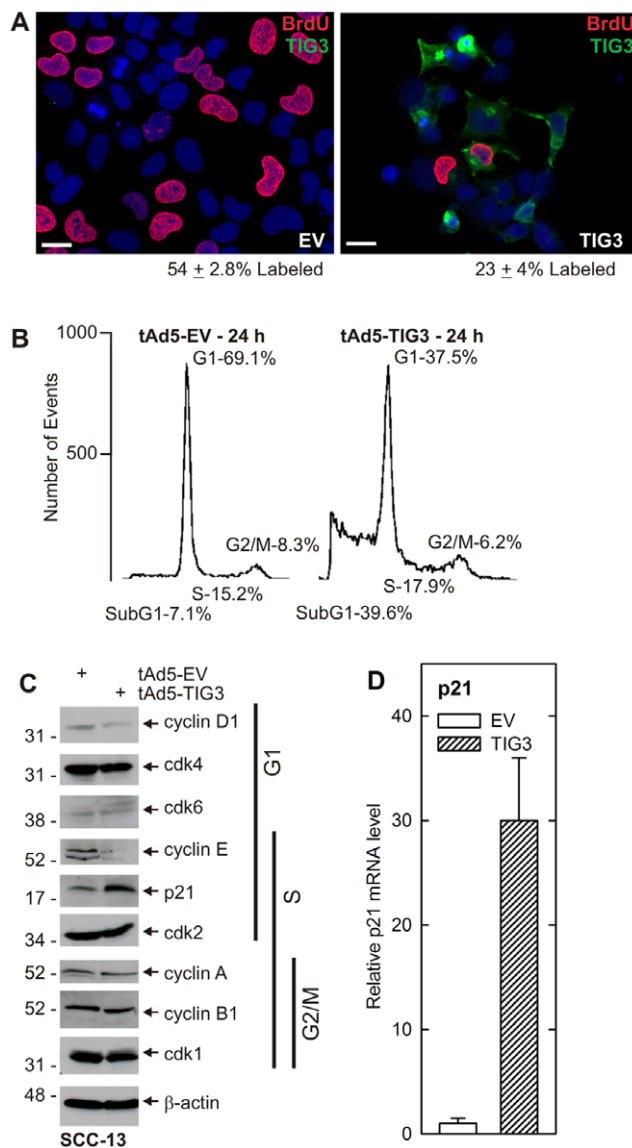 A
BrdU
TIG3
EV
BrdU
TIG3
TIG3
54 ± 2.8% Labeled
23 ± 4% Labeled
B
tAd5-EV - 24 h
G1-69.1%
tAd5-TIG3 - 24 h
G1-37.5%
1000
500
Number of Events
G2/M-8.3%
S-15.2%
SubG1-7.1%
G2/M-6.2%
S-17.9%
SubG1-39.6%
C
+ tAd5-EV
+ tAd5-TIG3
31 - cyclin D1
31 - cdk4
38 - cdk6
52 - cyclin E
17 - p21
34 - cdk2
52 - cyclin A
52 - cyclin B1
31 - cdk1
48 - β-actin
SCC-13
G1
S
G2/M
D
p21
EV
TIG3
Relative p21 mRNA level
40
30
20
10
0